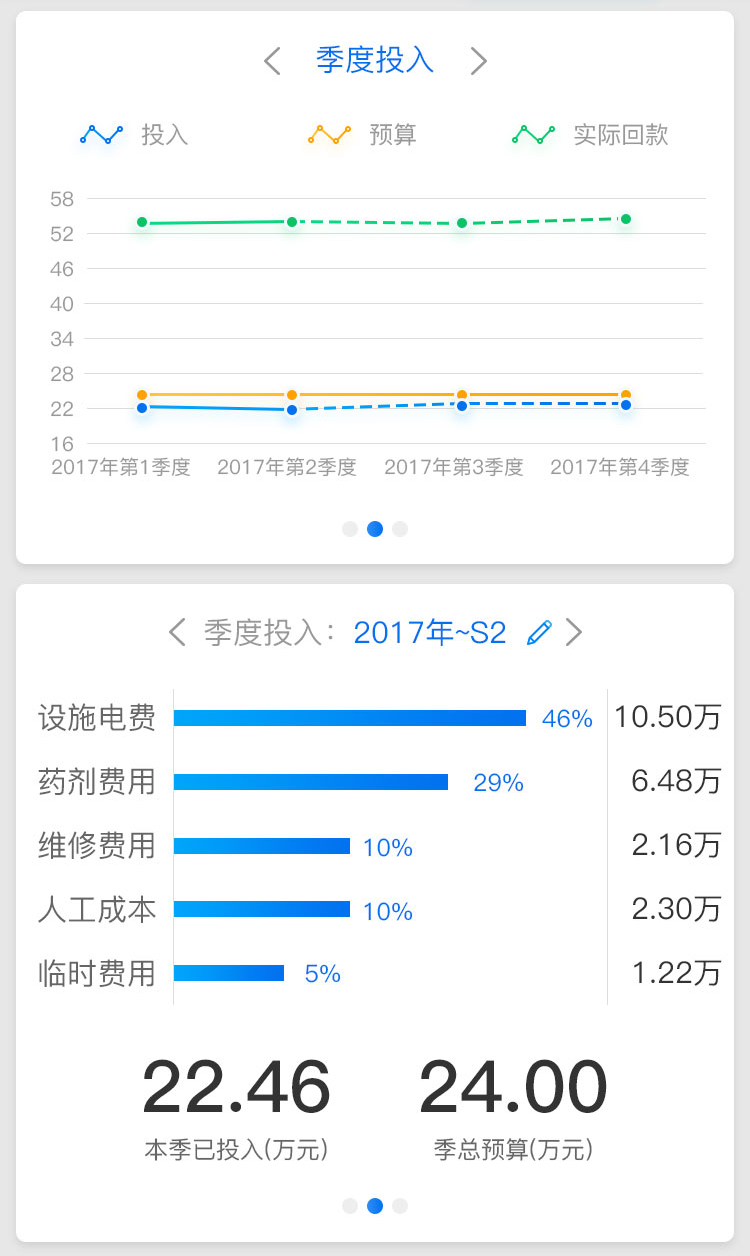 季度投入
投入 预算 实际回款
58
52
46
40
34
28
22
16
2017年第1季度 2017年第2季度 2017年第3季度 2017年第4季度
季度投入: 2017年~S2
设施电费 46% 10.50万
药剂费用 29% 6.48万
维修费用 10% 2.16万
人工成本 10% 2.30万
临时费用 5% 1.22万
22.46 24.00
本季已投入(万元) 季总预算(万元)